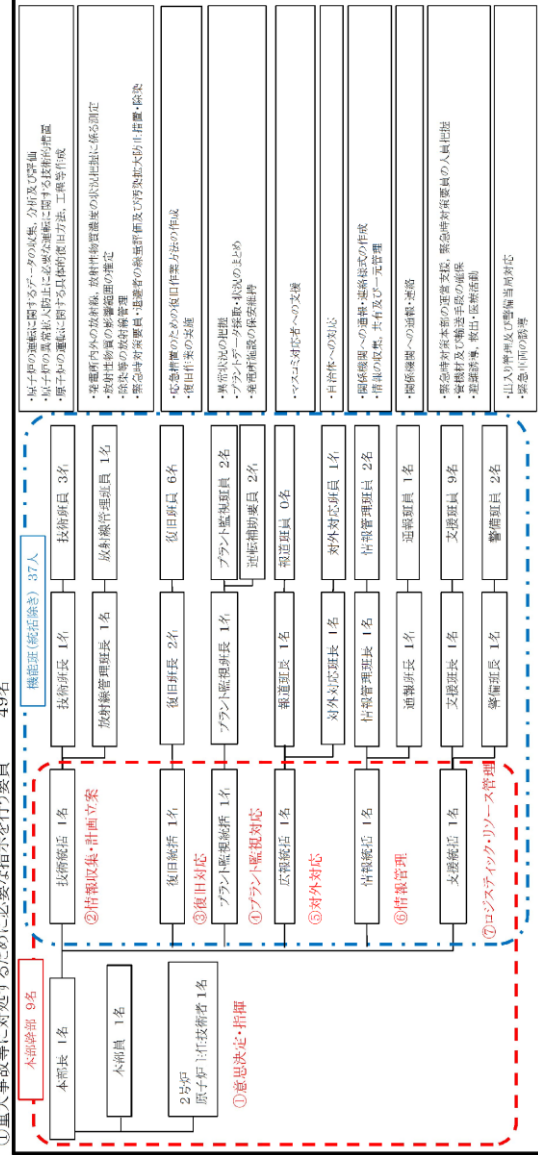 ①重大事故等に対処するために必要な指示を行う要員 49名
本部幹部 9名
本部長 1名
本部員 1名
2号炉
原子炉主任技術者 1名
①意思決定・指揮
機能班(統括除き) 37人
技術統括 1名
②情報収集・計画立案
技術班長 1名
技術班員 3名
・原子炉の運転に関するデータの収集、分析及び評価
・原子炉の異常拡大防止に必要な運転に関する技術的措置
・原子炉の運転に関する具体的復旧方法、工程等作成
放射線管理班長 1名
放射線管理班員 1名
・発電所内外の放射線、放射性物質濃度の状況把握に係る測定
・放射性物質の影響範囲の推定
・除染等の放射線管理
・緊急時対策要員・退避者の線量評価及び汚染拡大防止措置・除染
復旧統括 1名
③復旧対応
復旧班長 2名
復旧班員 6名
・応急措置のための復旧作業方法の作成
・復旧作業の実施
プラント監視統括 1名
④プラント監視対応
プラント監視班長 1名
プラント監視班員 2名
運転補助要員 2名
・異常状況の把握
・プラントデータ採取・状況のまとめ
・発電所施設の保安維持
広報統括 1名
⑤対外対応
報道班長 1名
報道班員 0名
・マスコミ対応者への支援
対外対応班長 1名
対外対応班員 1名
・自治体への対応
情報統括 1名
⑥情報管理
情報管理班長 1名
情報管理班員 2名
・関係機関への通報・連絡様式の作成
・情報の収集、共有及び一元管理
通報班長 1名
通報班員 1名
・関係機関への通報・連絡
支援統括 1名
⑦ロジスティック・リソース管理
支援班長 1名
支援班員 9名
・緊急時対策本部の運営支援、緊急時対策要員の人員把握
・資機材及び輸送手段の確保
・避難誘導、救出・医療活動
警備班長 1名
警備班員 2名
・出入り管理及び警備当局対応
・緊急車両の誘導